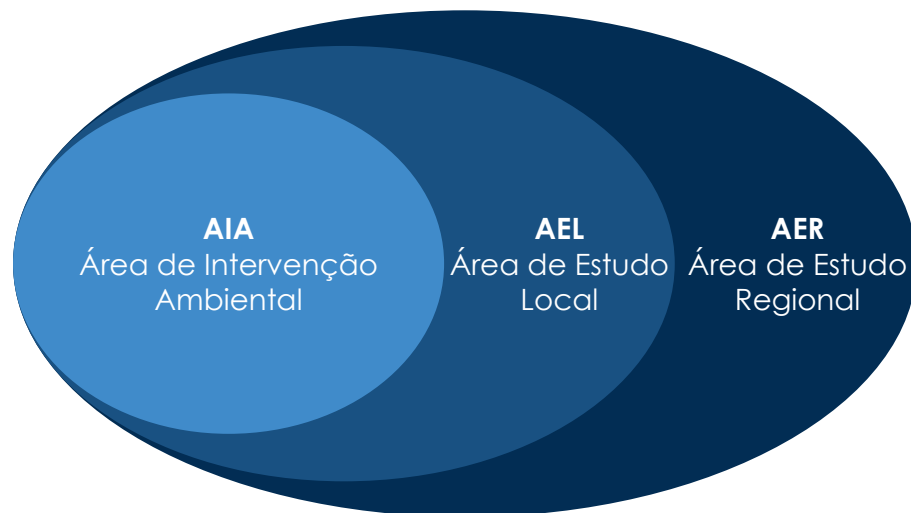 AIA
Área de Intervenção
Ambiental
AEL
Área de Estudo
Local
AER
Área de Estudo
Regional